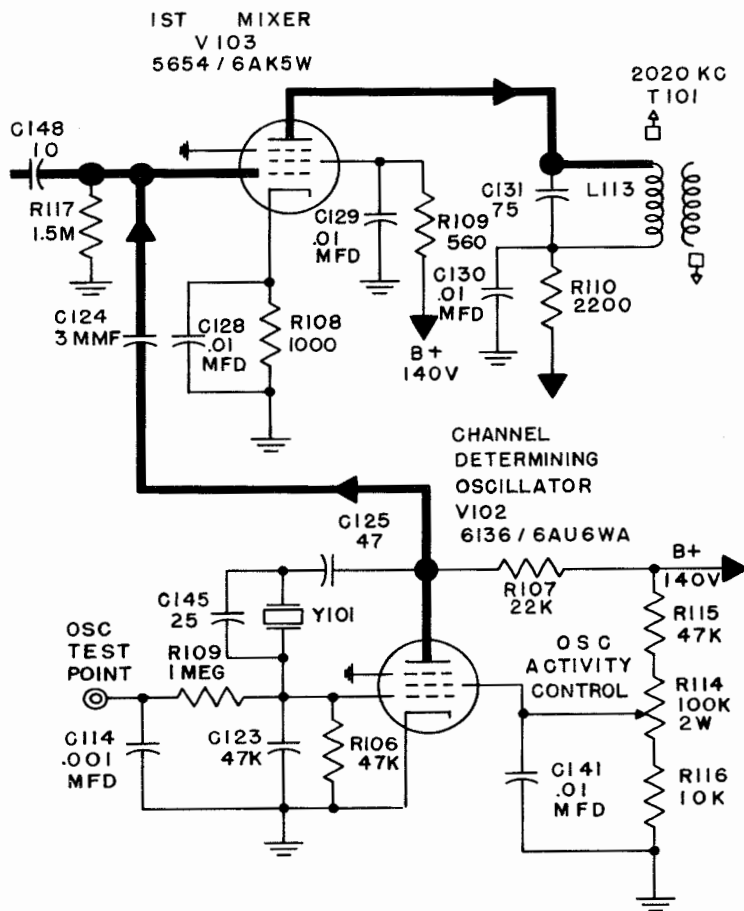 1ST MIXER
V103
5654 / 6AK5W
2020 KC
T101
C148
10
R117
1.5M
C129
.01
MFD
R109
560
C131
75
L113
C130
.01
MFD
R110
2200
C124
3 MMF
C128
.01
MFD
R108
1000
B+
140V
CHANNEL
DETERMINING
OSCILLATOR
V102
6136 / 6AU6WA
C125
47
B+
140V
R107
22K
C145
25
Y101
R115
47K
OSC
TEST
POINT
R109
1 MEG
OSC
ACTIVITY
CONTROL
R114
100K
2W
C114
.001
MFD
C123
47K
R106
47K
C141
.01
MFD
R116
10K